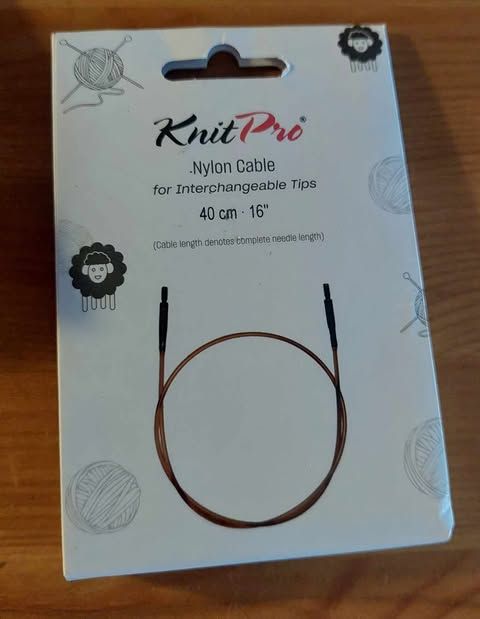 KnitPro®
Nylon Cable
for Interchangeable Tips
40 cm · 16"
(Cable length denotes complete needle length)